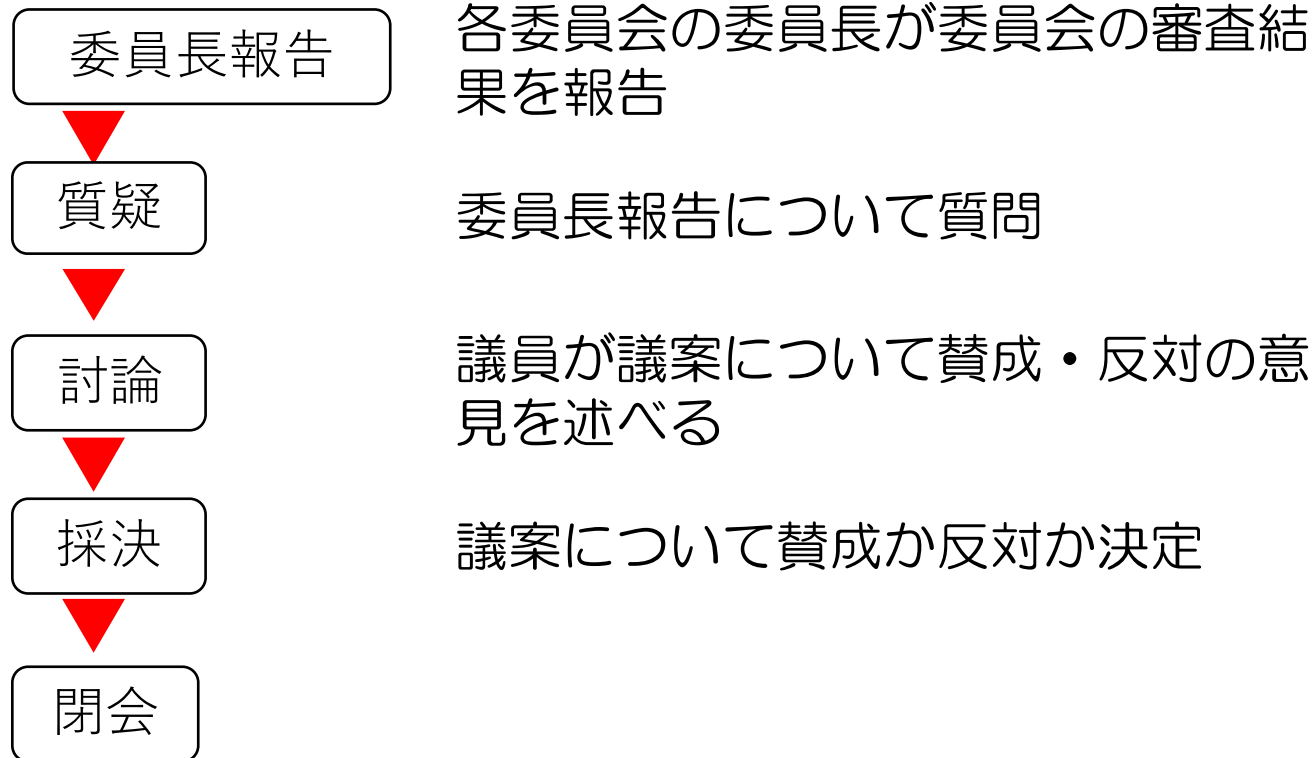 委員長報告
各委員会の委員長が委員会の審査結
果を報告
質疑
委員長報告について質問
討論
議員が議案について賛成・反対の意
見を述べる
採決
議案について賛成か反対か決定
閉会